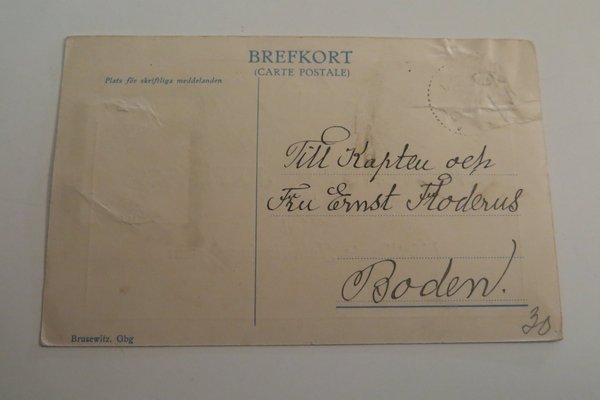 BREFKORT
(CARTE POSTALE)
Plats för skriftliga meddelanden
Till Kapten och
Fru Ernst Floderus
Boden.
30
Brusewitz, Gbg